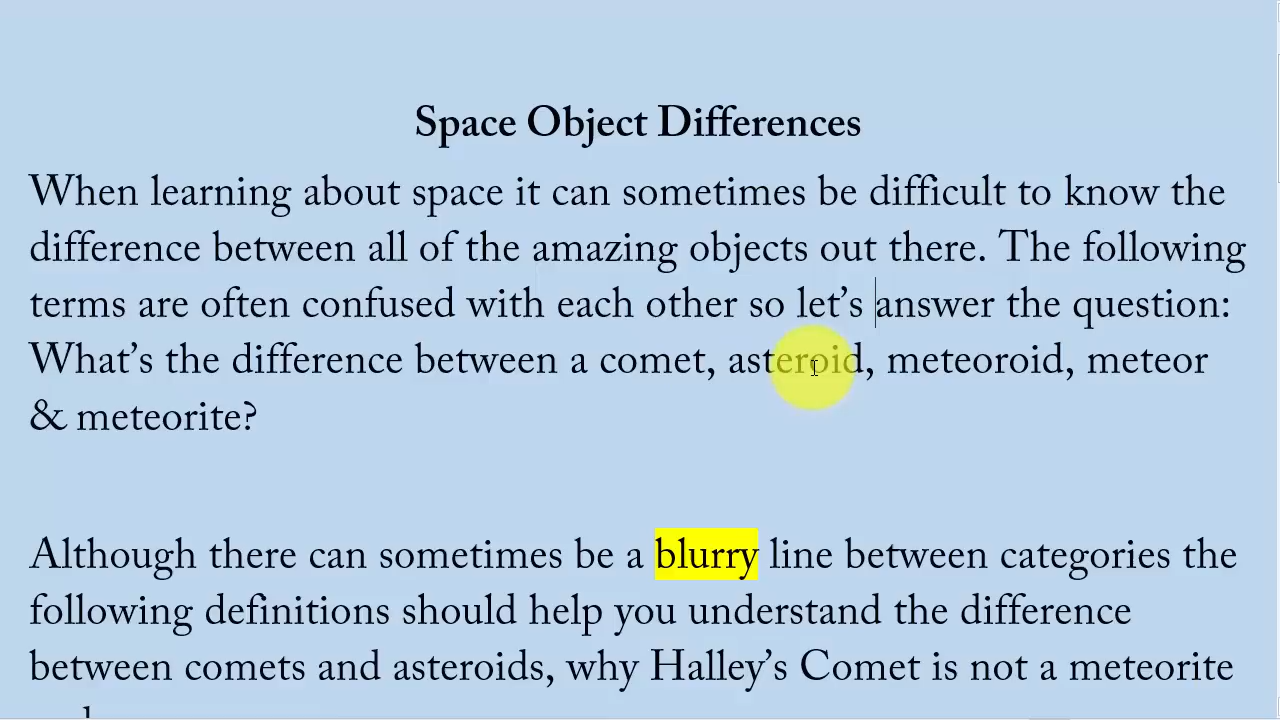 Space Object Differences
When learning about space it can sometimes be difficult to know the
difference between all of the amazing objects out there. The following
terms are often confused with each other so let’s answer the question:
What’s the difference between a comet, asteroid, meteoroid, meteor
& meteorite?
Although there can sometimes be a blurry line between categories the
following definitions should help you understand the difference
between comets and asteroids, why Halley’s Comet is not a meteorite